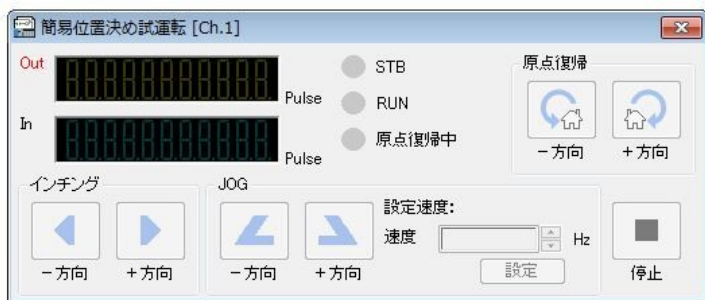 簡易位置決め試運転 [Ch.1]
Out
Pulse
In
Pulse
STB
RUN
原点復帰中
原点復帰
-方向
+方向
インチング
-方向
+方向
JOG
-方向
+方向
設定速度:
速度
Hz
設定
停止